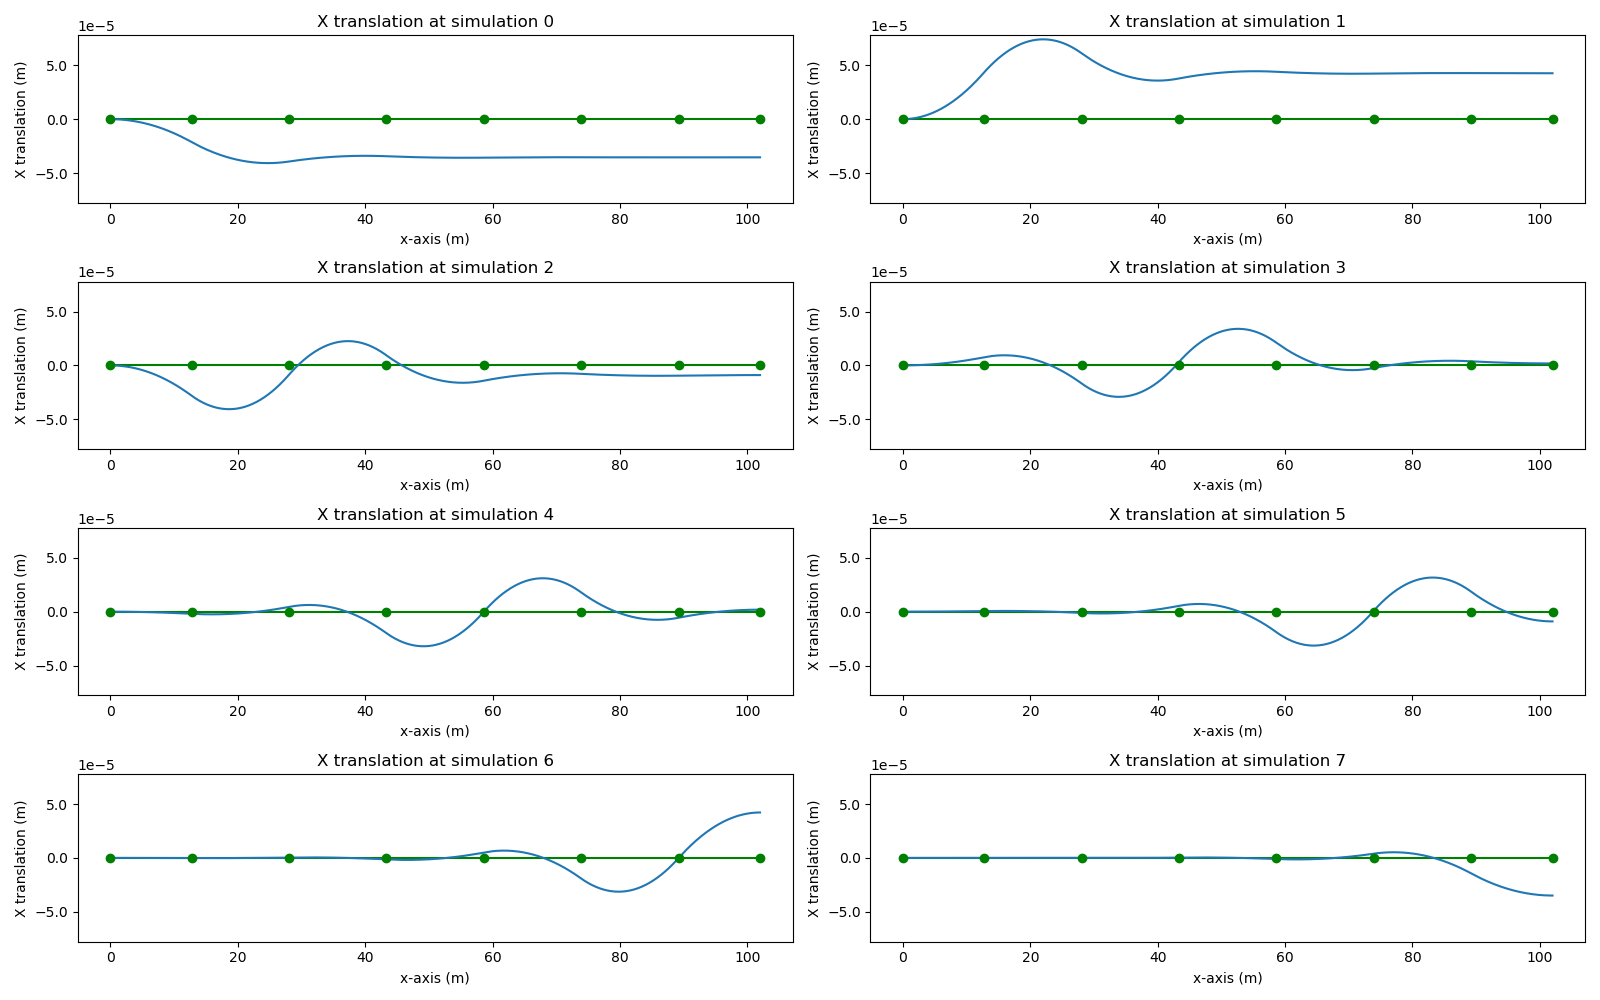 X translation at simulation 0
1e−5
X translation (m)
5.0
0.0
−5.0
0 20 40 60 80 100
x-axis (m)
X translation at simulation 1
1e−5
X translation (m)
5.0
0.0
−5.0
0 20 40 60 80 100
x-axis (m)
X translation at simulation 2
1e−5
X translation (m)
5.0
0.0
−5.0
0 20 40 60 80 100
x-axis (m)
X translation at simulation 3
1e−5
X translation (m)
5.0
0.0
−5.0
0 20 40 60 80 100
x-axis (m)
X translation at simulation 4
1e−5
X translation (m)
5.0
0.0
−5.0
0 20 40 60 80 100
x-axis (m)
X translation at simulation 5
1e−5
X translation (m)
5.0
0.0
−5.0
0 20 40 60 80 100
x-axis (m)
X translation at simulation 6
1e−5
X translation (m)
5.0
0.0
−5.0
0 20 40 60 80 100
x-axis (m)
X translation at simulation 7
1e−5
X translation (m)
5.0
0.0
−5.0
0 20 40 60 80 100
x-axis (m)